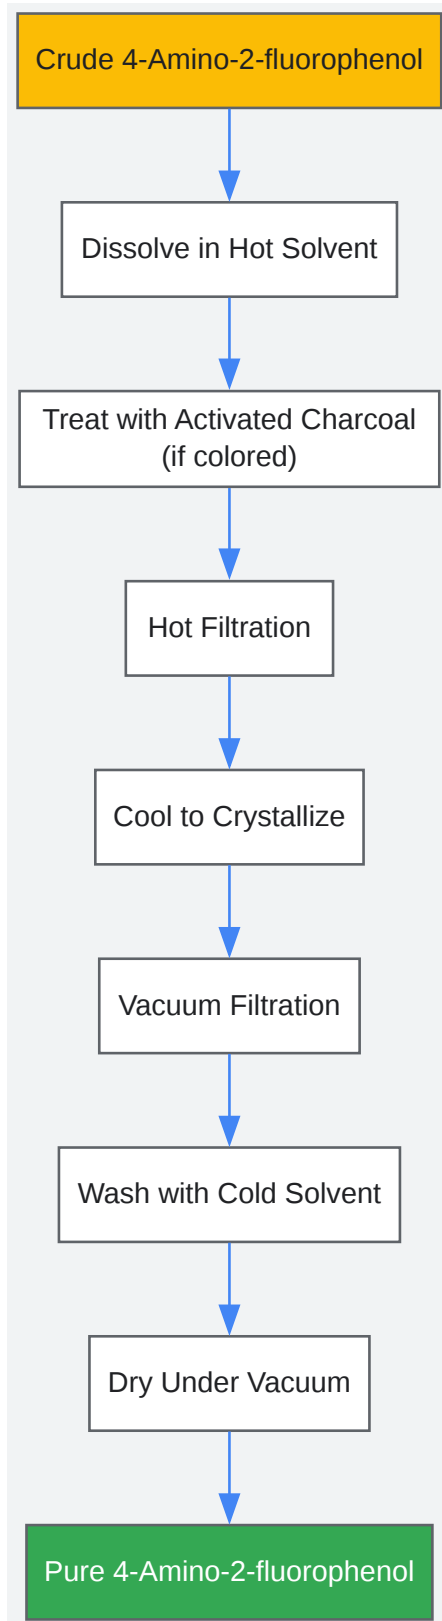 Crude 4-Amino-2-fluorophenol
Dissolve in Hot Solvent
Treat with Activated Charcoal
(if colored)
Hot Filtration
Cool to Crystallize
Vacuum Filtration
Wash with Cold Solvent
Dry Under Vacuum
Pure 4-Amino-2-fluorophenol